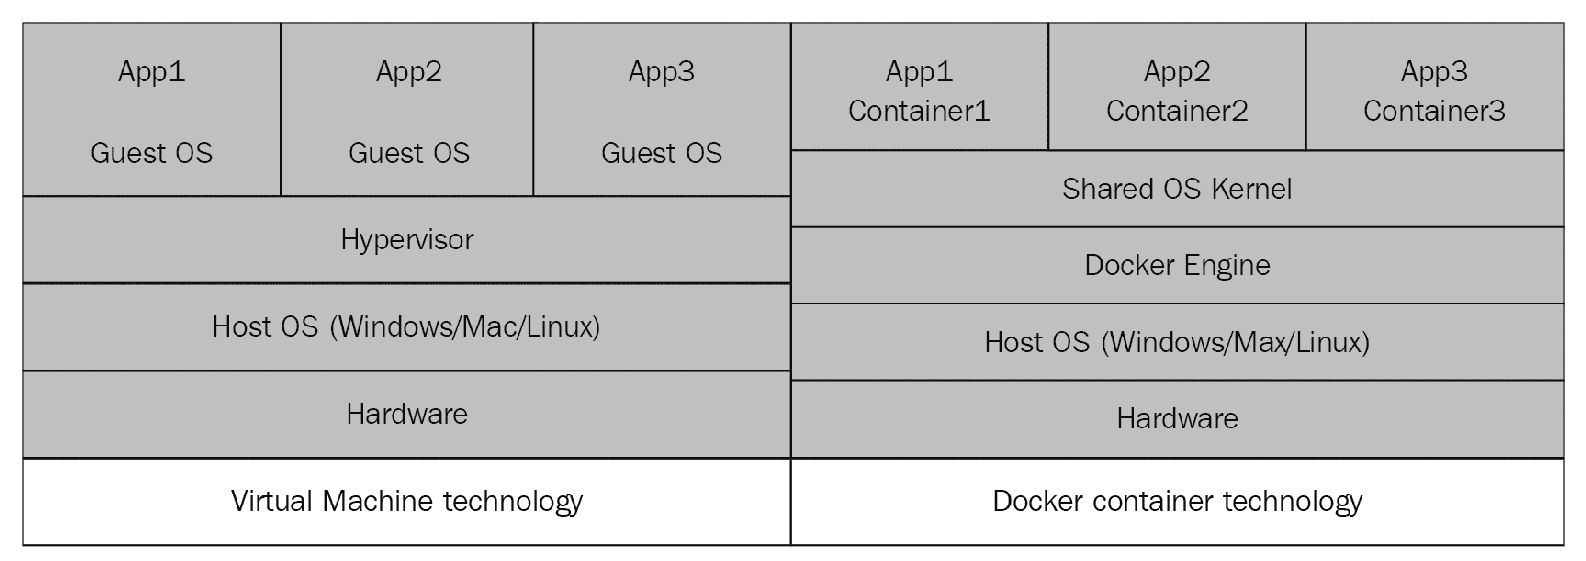 App1
Guest OS
App2
Guest OS
App3
Guest OS
Hypervisor
Host OS (Windows/Mac/Linux)
Hardware
Virtual Machine technology
App1
Container1
App2
Container2
App3
Container3
Shared OS Kernel
Docker Engine
Host OS (Windows/Max/Linux)
Hardware
Docker container technology